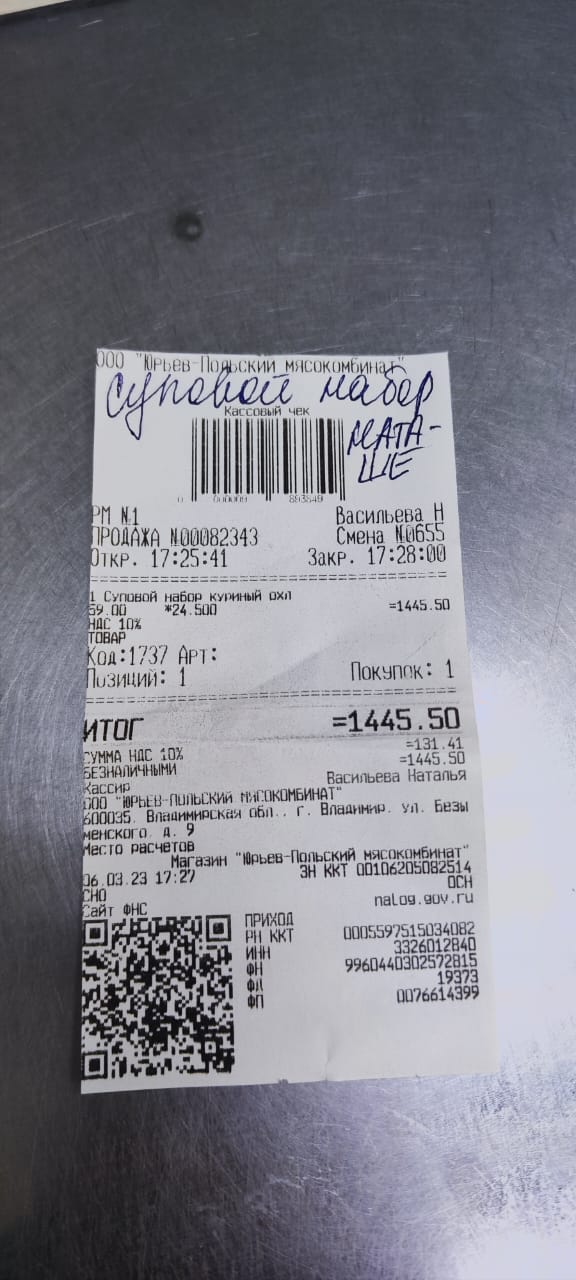 ООО "Юрьев-Польский мясокомбинат"
Суповой набор
Кассовый чек
МАТА-
ШЕ
0 000009 893849
РМ №1 Васильева Н
ПРОДАЖА №00082343 Смена №0655
Откр. 17:25:41 Закр. 17:28:00
1 Суповой набор куриный охл
59.00 *24.500 =1445.50
НДС 10%
ТОВАР
Код:1737 Арт:
Позиций: 1 Покупок: 1
ИТОГ =1445.50
СУММА НДС 10% =131.41
БЕЗНАЛИЧНЫМИ =1445.50
Кассир Васильева Наталья
ООО "ЮРЬЕВ-ПОЛЬСКИЙ МЯСОКОМБИНАТ"
600035, Владимирская обл., г. Владимир, ул. Безы
менского, д. 9
Место расчетов
Магазин "Юрьев-Польский мясокомбинат"
06.03.23 17:27 ЗН ККТ 00106205082514
СНО ОСН
Сайт ФНС nalog.gov.ru
ПРИХОД
РН ККТ 0005597515034082
ИНН 3326012840
ФН 9960440302572815
ФД 19373
ФП 0076614399